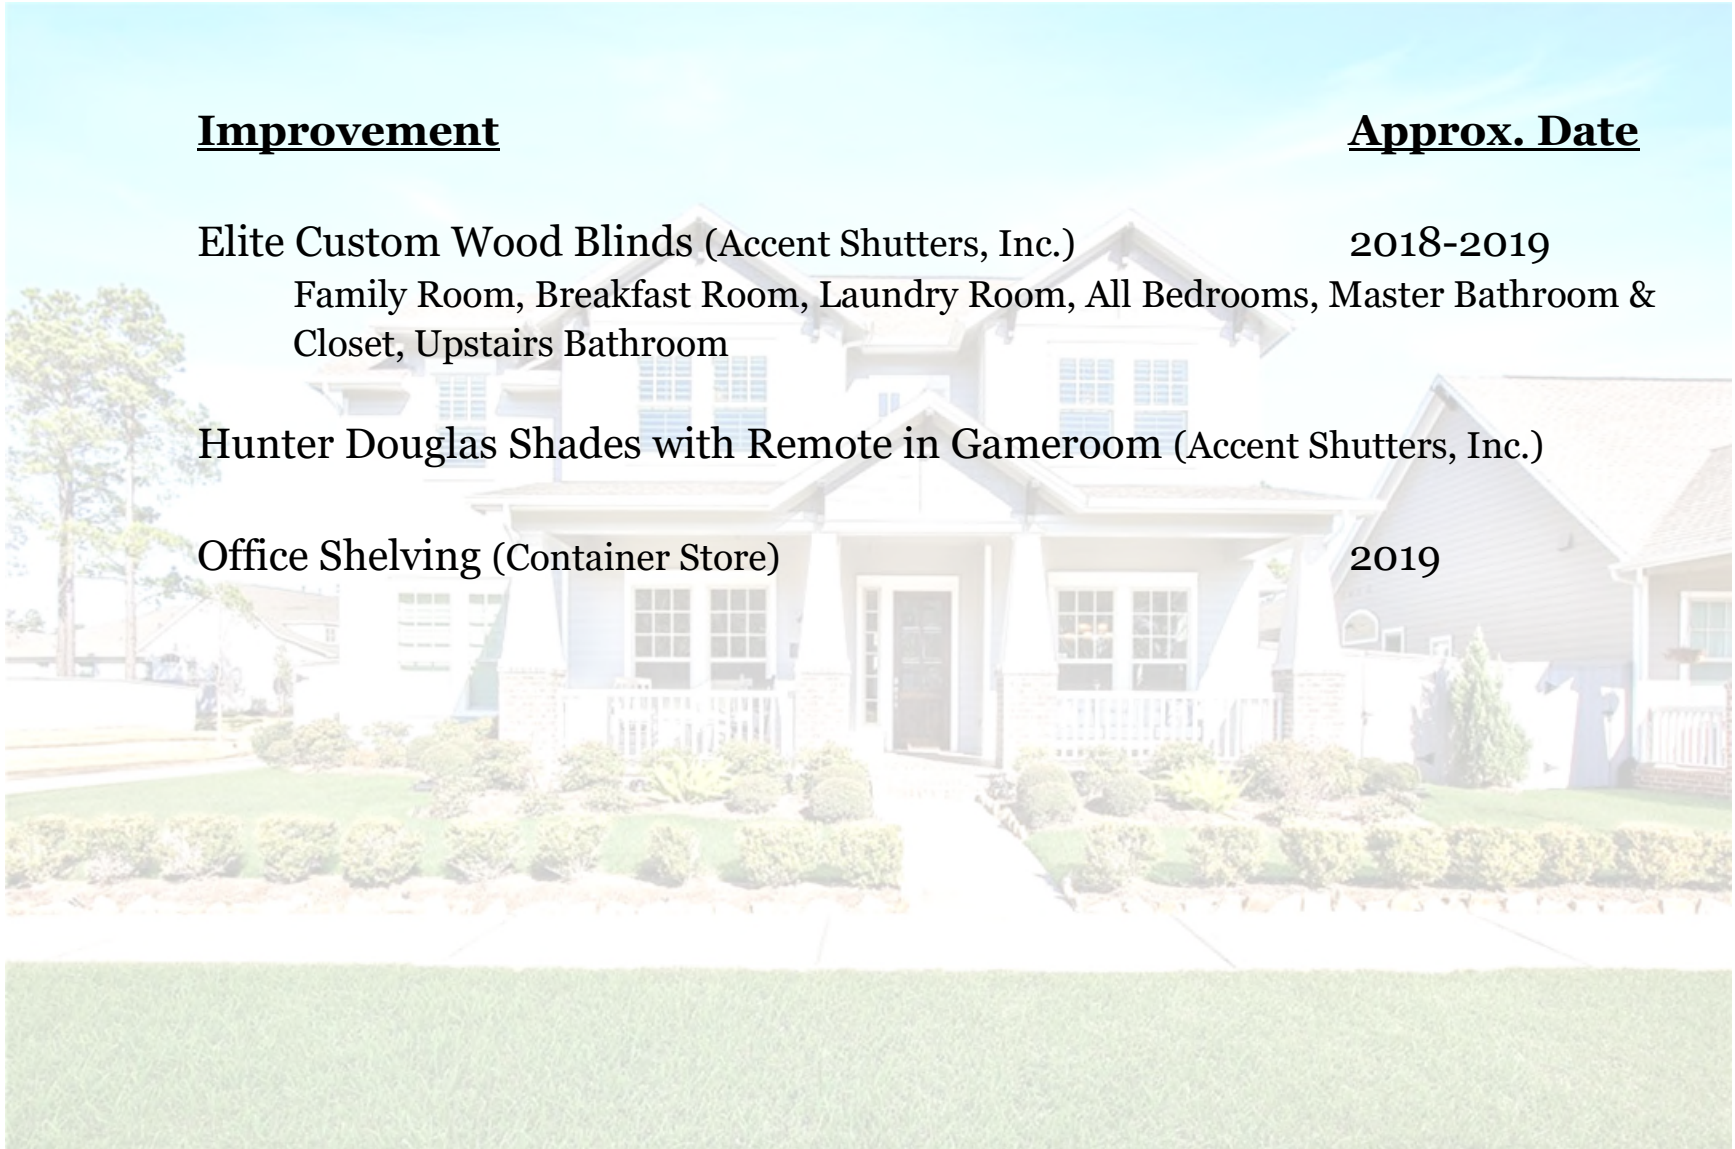 Improvement Approx. Date
Elite Custom Wood Blinds (Accent Shutters, Inc.) 2018-2019
Family Room, Breakfast Room, Laundry Room, All Bedrooms, Master Bathroom &
Closet, Upstairs Bathroom
Hunter Douglas Shades with Remote in Gameroom (Accent Shutters, Inc.)
Office Shelving (Container Store) 2019